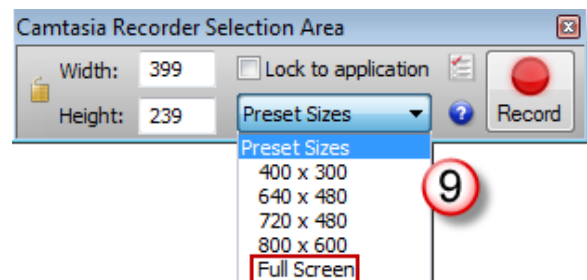 Camtasia Recorder Selection Area
Width: 399 Lock to application
Height: 239 Preset Sizes Record
Preset Sizes
400 x 300
640 x 480
720 x 480
800 x 600
Full Screen
9